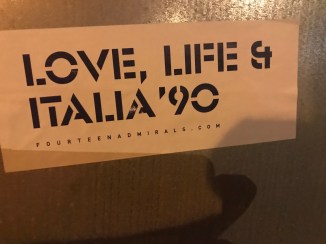 LOVE, LIFE &
ITALIA '90
FOURTEENADMIRALS.COM